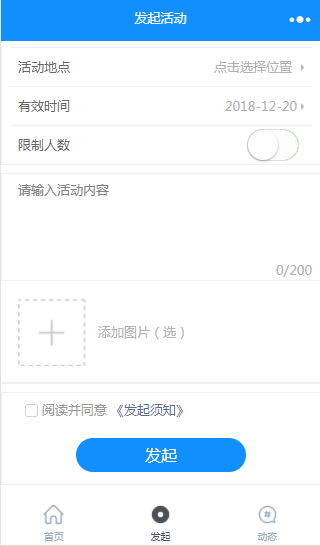 发起活动
活动地点 点击选择位置
有效时间 2018-12-20
限制人数
请输入活动内容
0/200
添加图片（选）
阅读并同意 《发起须知》
发起
首页 发起 动态